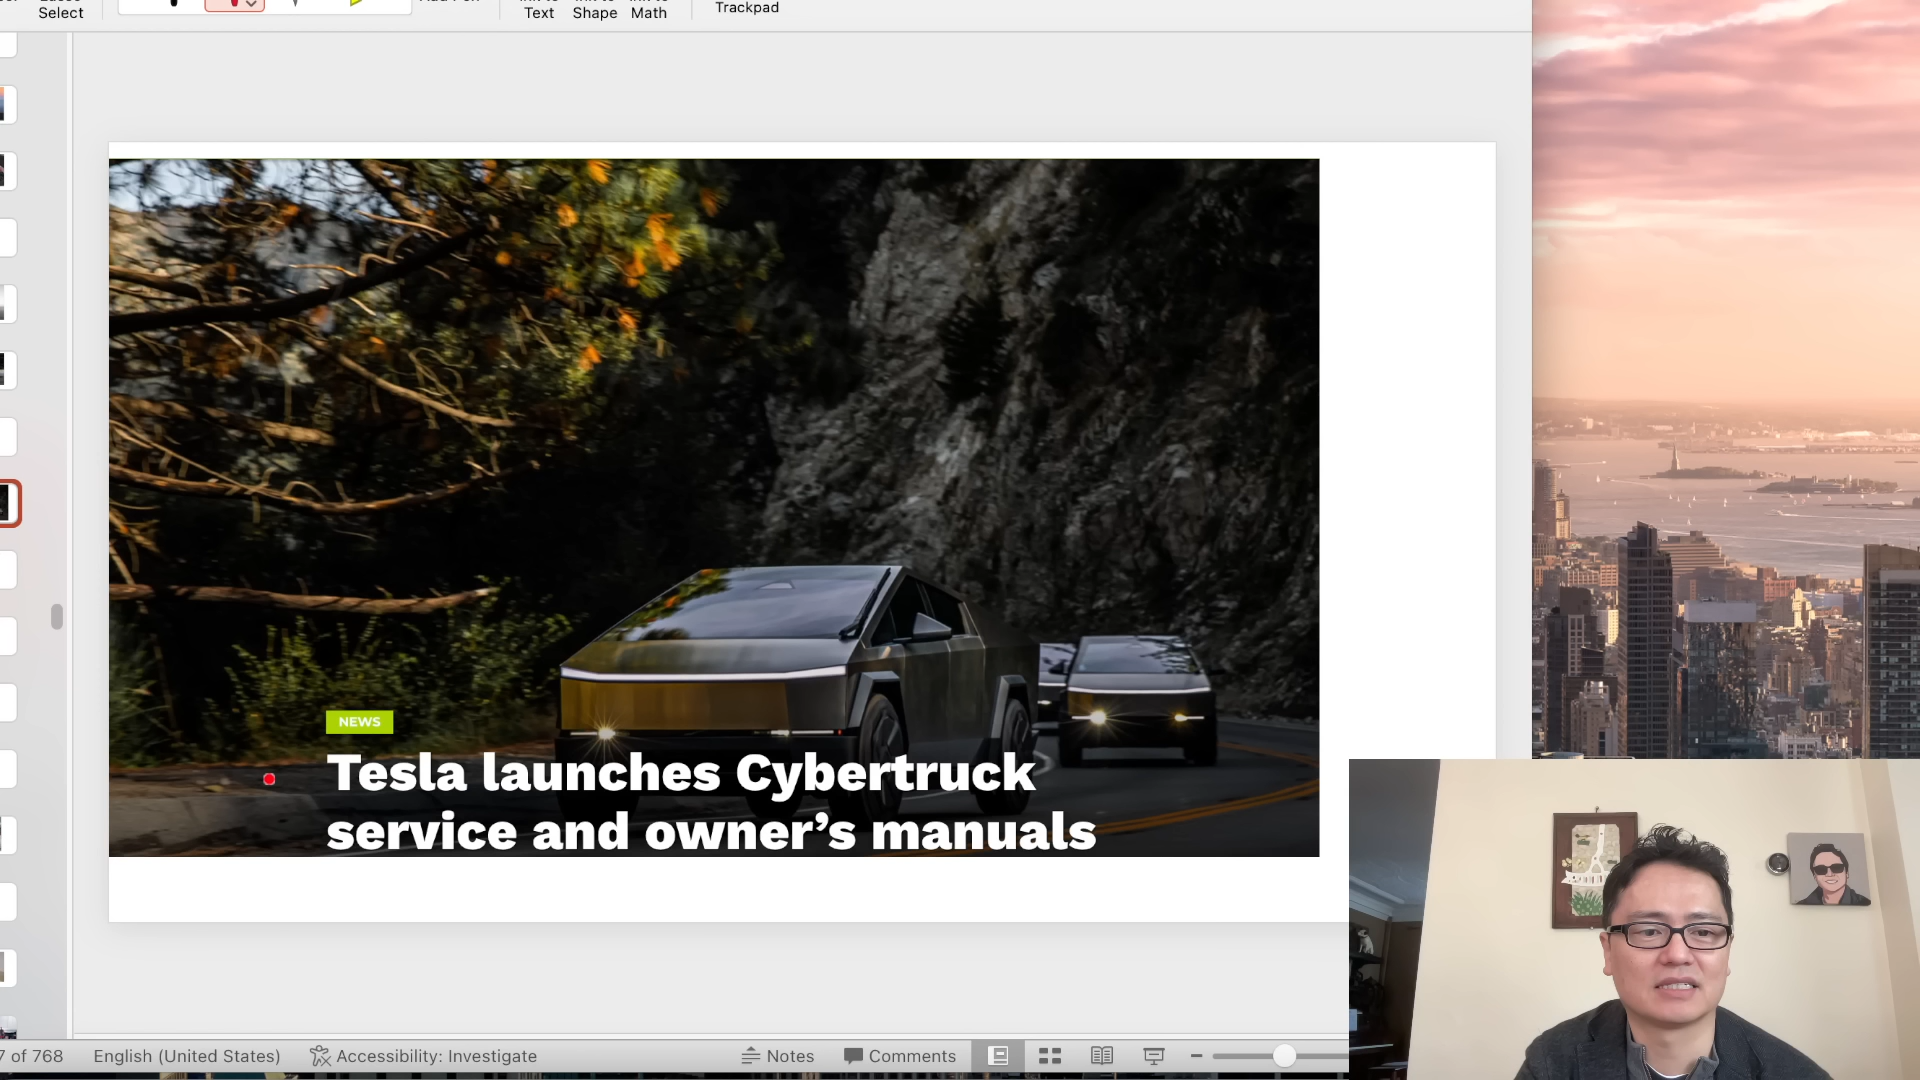 Select
Text
Shape
Math
Trackpad
NEWS
Tesla launches Cybertruck
service and owner's manuals
7 of 768
English (United States)
Accessibility: Investigate
Notes
Comments